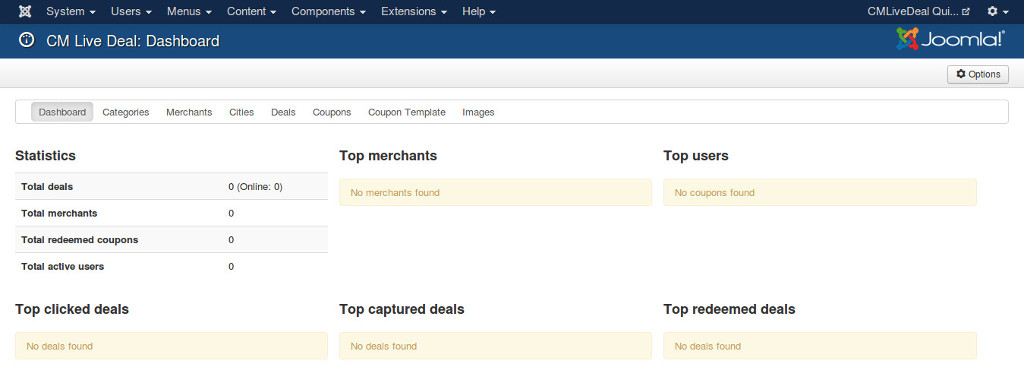 System Users Menus Content Components Extensions Help CMLiveDeal Qui...
CM Live Deal: Dashboard Joomla!®
Options
Dashboard Categories Merchants Cities Deals Coupons Coupon Template Images
Statistics Top merchants Top users
Total deals 0 (Online: 0) No merchants found No coupons found
Total merchants 0
Total redeemed coupons 0
Total active users 0
Top clicked deals Top captured deals Top redeemed deals
No deals found No deals found No deals found